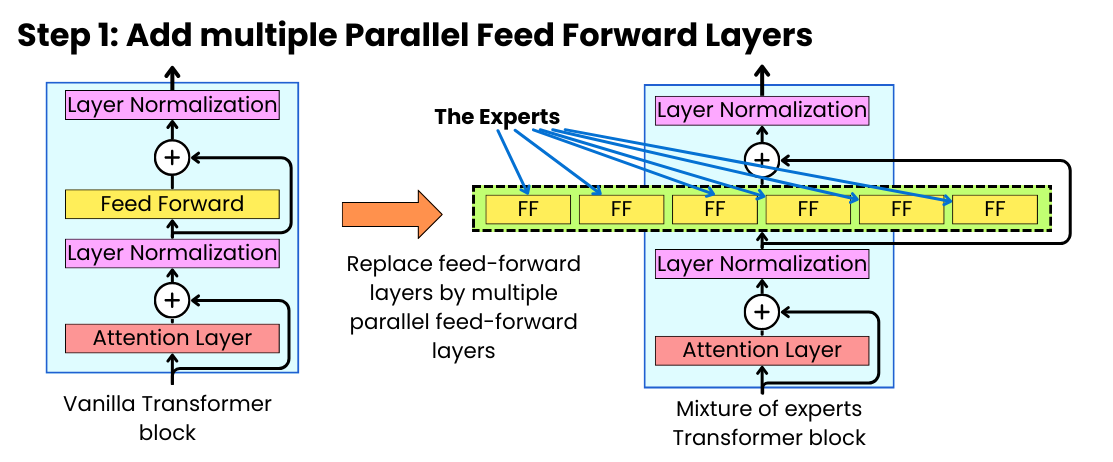 Step 1: Add multiple Parallel Feed Forward Layers
Layer Normalization
+
Feed Forward
Layer Normalization
+
Attention Layer
Vanilla Transformer
block
Replace feed-forward
layers by multiple
parallel feed-forward
layers
The Experts
Layer Normalization
+
FF FF FF FF FF FF
Layer Normalization
+
Attention Layer
Mixture of experts
Transformer block